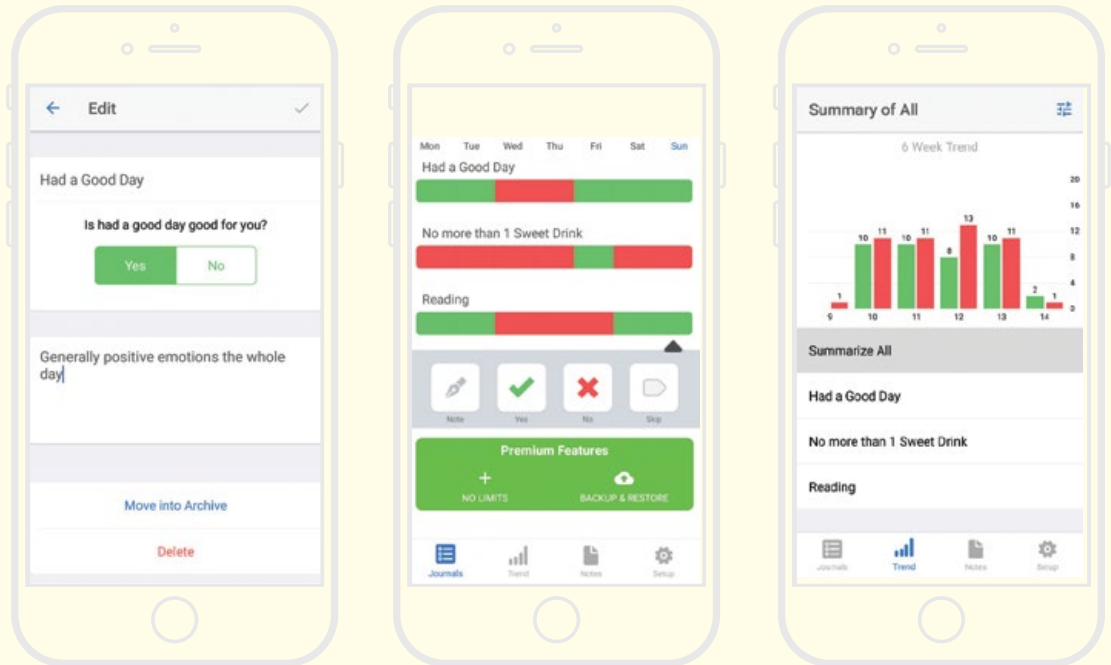 Edit
Had a Good Day
Is had a good day good for you?
Yes No
Generally positive emotions the whole
day
Move into Archive
Delete
Mon Tue Wed Thu Fri Sat Sun
Had a Good Day
No more than 1 Sweet Drink
Reading
Note Yes No Skip
Premium Features
NO LIMITS BACKUP & RESTORE
Journals Trend Notes Setup
Summary of All
6 Week Trend
20
16
12
8
4
0
1
10 11
10 11
8 13
10 11
2 1
9 10 11 12 13 14
Summarize All
Had a Good Day
No more than 1 Sweet Drink
Reading
Journals Trend Notes Setup